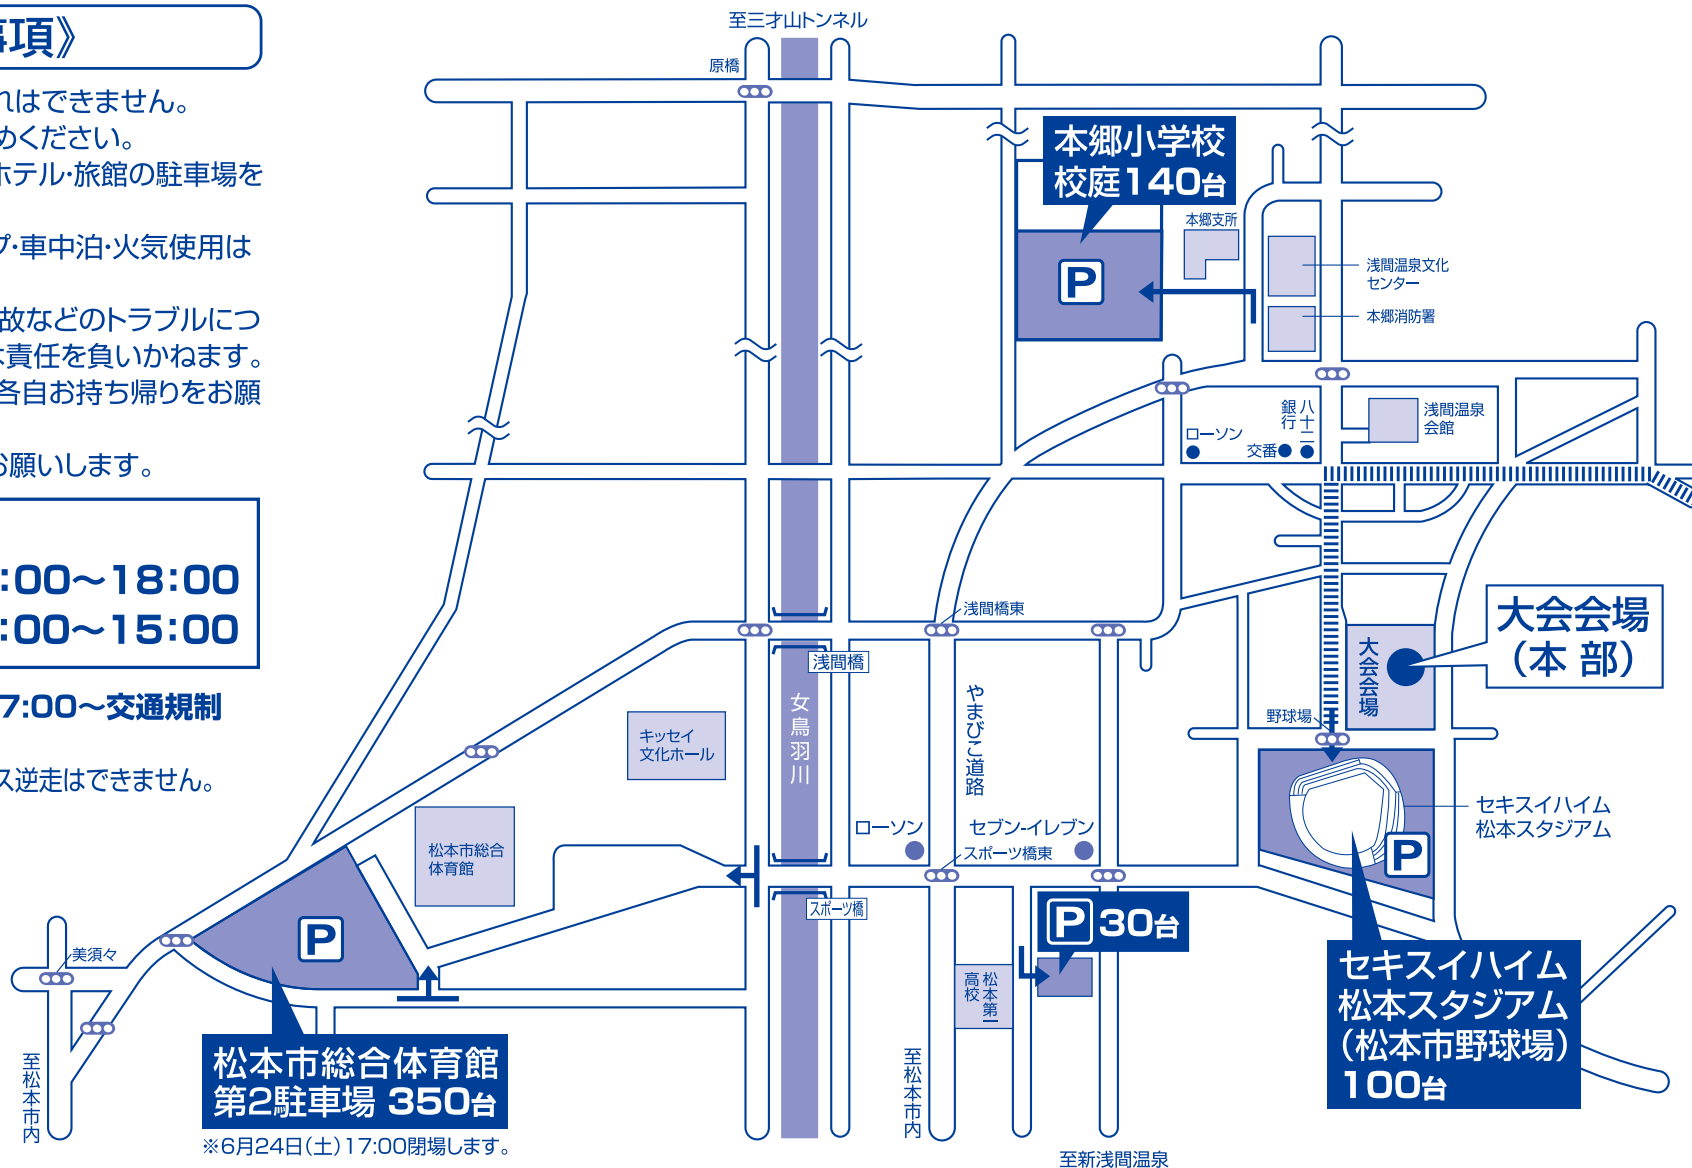 事項》
れはできません。
めください。
ホテル・旅館の駐車場を
プ・車中泊・火気使用は
故などのトラブルにつ
責任を負いかねます。
各自お持ち帰りをお願
お願いします。
:00～18:00
:00～15:00
7:00～交通規制
ス逆走はできません。
至三才山トンネル
原橋
本郷小学校
校庭140台
P
本郷支所
浅間温泉文化
センター
本郷消防署
八十二
銀行
ローソン
交番
浅間温泉
会館
浅間橋東
大会会場
（本 部）
大会会場
浅間橋
女鳥羽川
やまびこ道路
野球場
キッセイ
文化ホール
セキスイハイム
松本スタジアム
ローソン
セブン-イレブン
スポーツ橋東
松本市総合
体育館
P
スポーツ橋
P 30台
P
美須々
松本第一
高校
セキスイハイム
松本スタジアム
（松本市野球場）
100台
至松本市内
松本市総合体育館
第2駐車場 350台
※6月24日（土）17:00閉場します。
至松本市内
至新浅間温泉